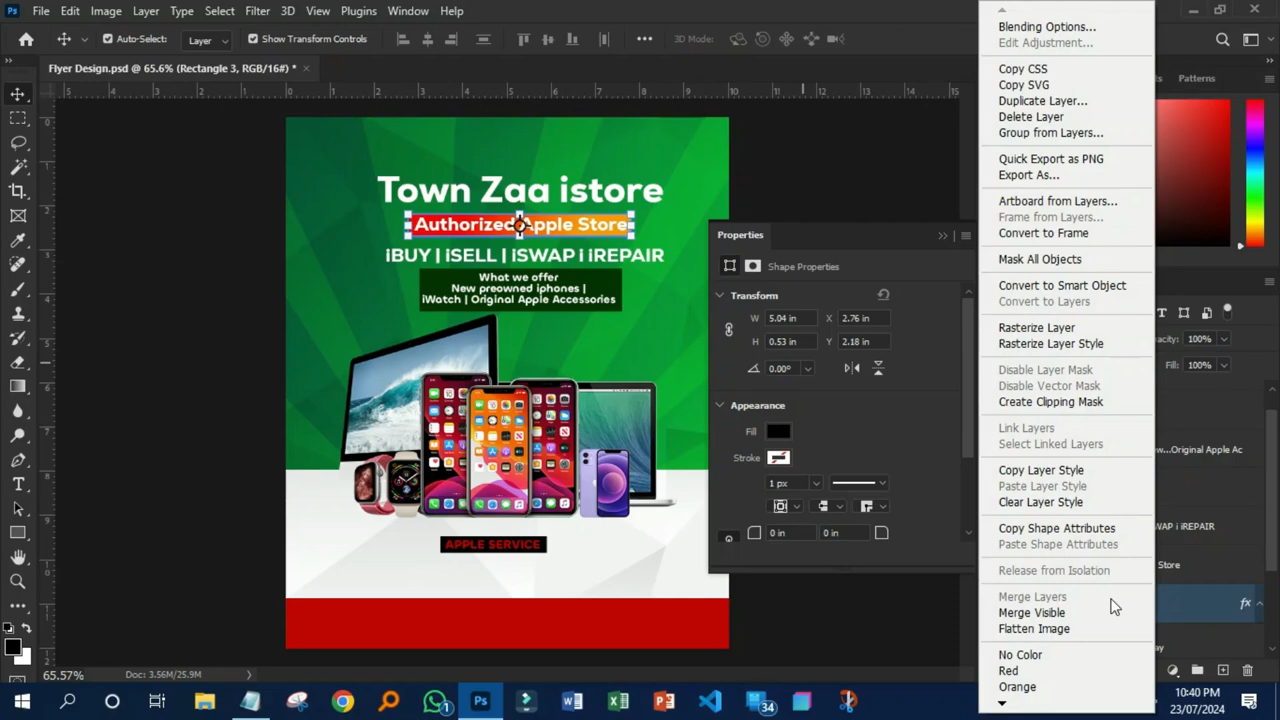 File Edit Image Layer Type Select Filter 3D View Plugins Window Help
Auto-Select: Layer Show Transform Controls 3D Mode:
Flyer Design.psd @ 65.6% (Rectangle 3, RGB/16#) *
Town Zaa istore
Authorized Apple Store
iBUY | iSELL | iSWAP i iREPAIR
What we offer
New preowned iphones |
iWatch | Original Apple Accessories
APPLE SERVICE
Properties
Shape Properties
Transform
W 5.04 in X 2.76 in
H 0.53 in Y 2.18 in
0.00°
Appearance
Fill
Stroke
1 px
0 in 0 in
Blending Options...
Edit Adjustment...
Copy CSS
Copy SVG
Duplicate Layer...
Delete Layer
Group from Layers...
Quick Export as PNG
Export As...
Artboard from Layers...
Frame from Layers...
Convert to Frame
Mask All Objects
Convert to Smart Object
Convert to Layers
Rasterize Layer
Rasterize Layer Style
Disable Layer Mask
Disable Vector Mask
Create Clipping Mask
Link Layers
Select Linked Layers
Copy Layer Style
Paste Layer Style
Clear Layer Style
Copy Shape Attributes
Paste Shape Attributes
Release from Isolation
Merge Layers
Merge Visible
Flatten Image
No Color
Red
Orange
Patterns
acity: 100%
Fill: 100%
w...Original Ac
WAP i iREPAIR
Store
fx
65.57% Doc: 3.56M/25.9M
10:40 PM
23/07/2024